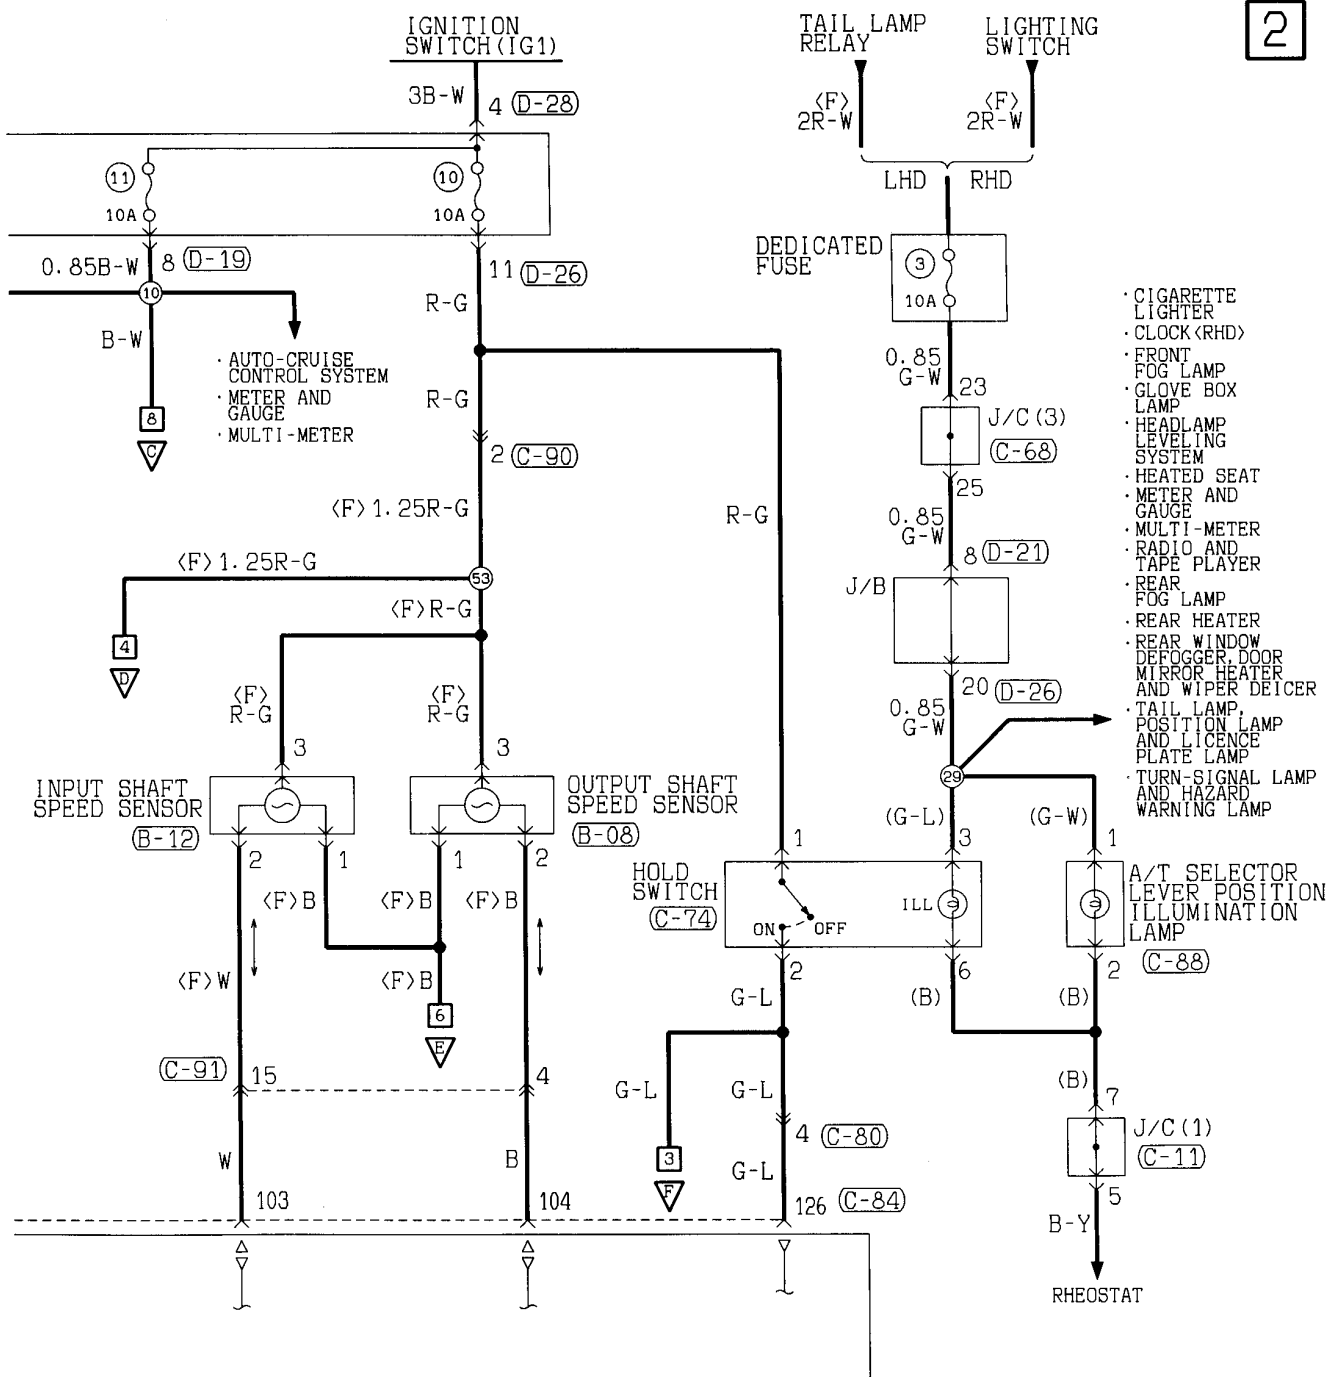 IGNITION
SWITCH(IG1)
TAIL LAMP
RELAY
LIGHTING
SWITCH
2
3B-W
4
D-28
<F>
2R-W
<F>
2R-W
LHD
RHD
11
10A
10
10A
DEDICATED
FUSE
3
10A
0.85B-W
8
D-19
11
D-26
10
R-G
B-W
· AUTO-CRUISE
CONTROL SYSTEM
· METER AND
GAUGE
· MULTI-METER
8
C
R-G
2
C-90
<F>1.25R-G
<F>1.25R-G
53
<F>R-G
4
D
R-G
0.85
G-W
23
J/C(3)
C-68
25
0.85
G-W
8
D-21
J/B
20
D-26
0.85
G-W
29
· CIGARETTE
LIGHTER
· CLOCK<RHD>
· FRONT
FOG LAMP
· GLOVE BOX
LAMP
· HEADLAMP
LEVELING
SYSTEM
· HEATED SEAT
· METER AND
GAUGE
· MULTI-METER
· RADIO AND
TAPE PLAYER
· REAR
FOG LAMP
· REAR HEATER
· REAR WINDOW
DEFOGGER,DOOR
MIRROR HEATER
AND WIPER DEICER
· TAIL LAMP,
POSITION LAMP
AND LICENCE
PLATE LAMP
· TURN-SIGNAL LAMP
AND HAZARD
WARNING LAMP
<F>
R-G
<F>
R-G
3
3
INPUT SHAFT
SPEED SENSOR
B-12
OUTPUT SHAFT
SPEED SENSOR
B-08
2
1
1
2
<F>B
<F>B
<F>B
<F>W
<F>B
6
E
(G-L)
3
(G-W)
1
1
HOLD
SWITCH
C-74
ON
OFF
ILL
A/T SELECTOR
LEVER POSITION
ILLUMINATION
LAMP
C-88
2
6
2
G-L
(B)
(B)
C-91
15
4
G-L
G-L
(B)
7
4
C-80
J/C(1)
C-11
3
F
W
B
G-L
5
103
104
126
C-84
B-Y
RHEOSTAT